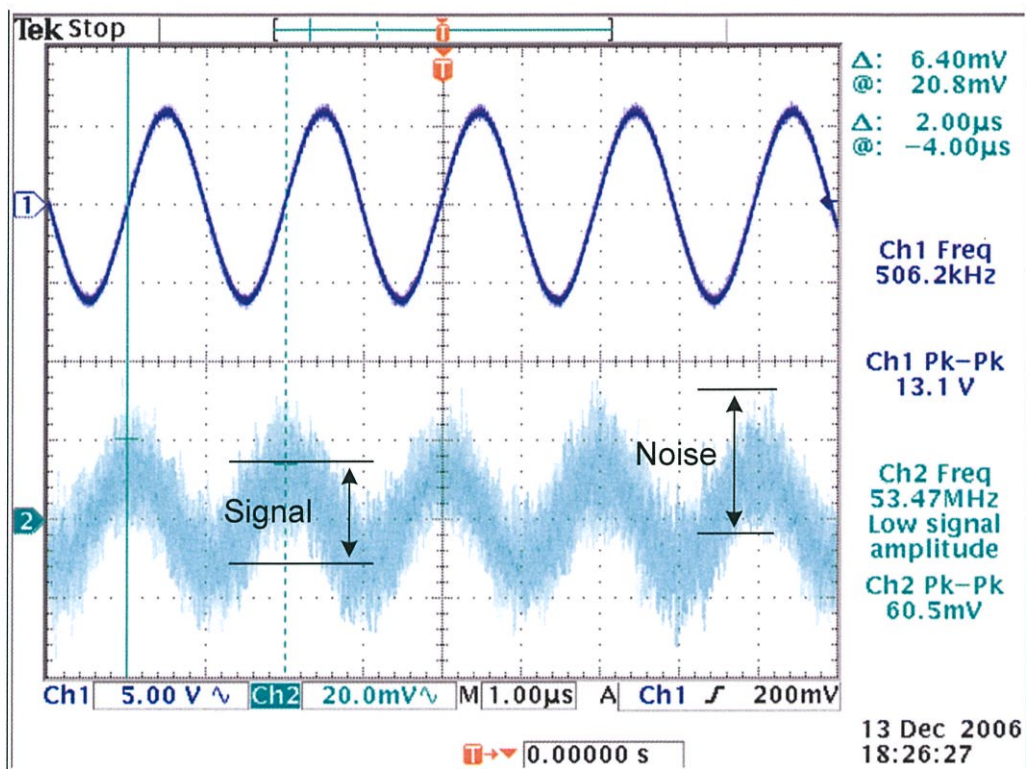 Tek Stop
T
T
Δ: 6.40mV
@: 20.8mV
Δ: 2.00µs
@: −4.00µs
1
Ch1 Freq
506.2kHz
Ch1 Pk−Pk
13.1 V
Noise
Signal
2
Ch2 Freq
53.47MHz
Low signal
amplitude
Ch2 Pk−Pk
60.5mV
Ch1 5.00 V ∿ Ch2 20.0mV∿ M 1.00µs A Ch1 ƒ 200mV
T→▼ 0.00000 s
13 Dec 2006
18:26:27